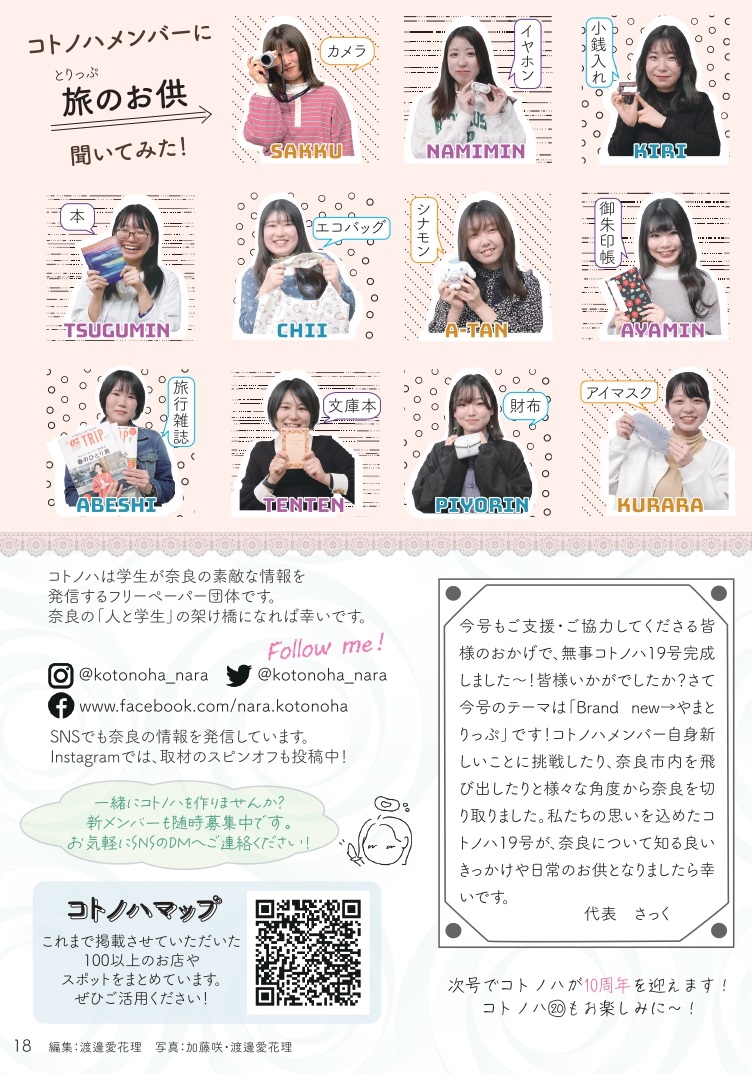 コトノハメンバーに
とりっぷ
旅のお供
聞いてみた!
カメラ
SAKKU
イヤホン
NAMIMIN
小銭入れ
KIRI
本
TSUGUMIN
エコバッグ
CHII
シナモン
A-TAN
御朱印帳
AYAMIN
旅行雑誌
TRIP
春のひとり旅
ABESHI
文庫本
TENTEN
財布
PIYORIN
アイマスク
KURARA
コトノハは学生が奈良の素敵な情報を
発信するフリーペーパー団体です。
奈良の「人と学生」の架け橋になれば幸いです。
Follow me!
@kotonoha_nara @kotonoha_nara
www.facebook.com/nara.kotonoha
SNSでも奈良の情報を発信しています。
Instagramでは、取材のスピンオフも投稿中!
一緒にコトノハを作りませんか?
新メンバーも随時募集中です。
お気軽にSNSのDMへご連絡ください!
コトノハマップ
これまで掲載させていただいた
100以上のお店や
スポットをまとめています。
ぜひご活用ください!
今号もご支援・ご協力してくださる皆
様のおかげで、無事コトノハ19号完成
しました〜!皆様いかがでしたか?さて
今号のテーマは「Brand new→やまと
りっぷ」です!コトノハメンバー自身新
しいことに挑戦したり、奈良市内を飛
び出したりと様々な角度から奈良を切
り取りました。私たちの思いを込めたコ
トノハ19号が、奈良について知る良い
きっかけや日常のお供となりましたら幸
いです。
代表 さっく
次号でコトノハが10周年を迎えます!
コトノハ⑳もお楽しみに〜!
18 編集:渡邊愛花理 写真:加藤咲・渡邊愛花理